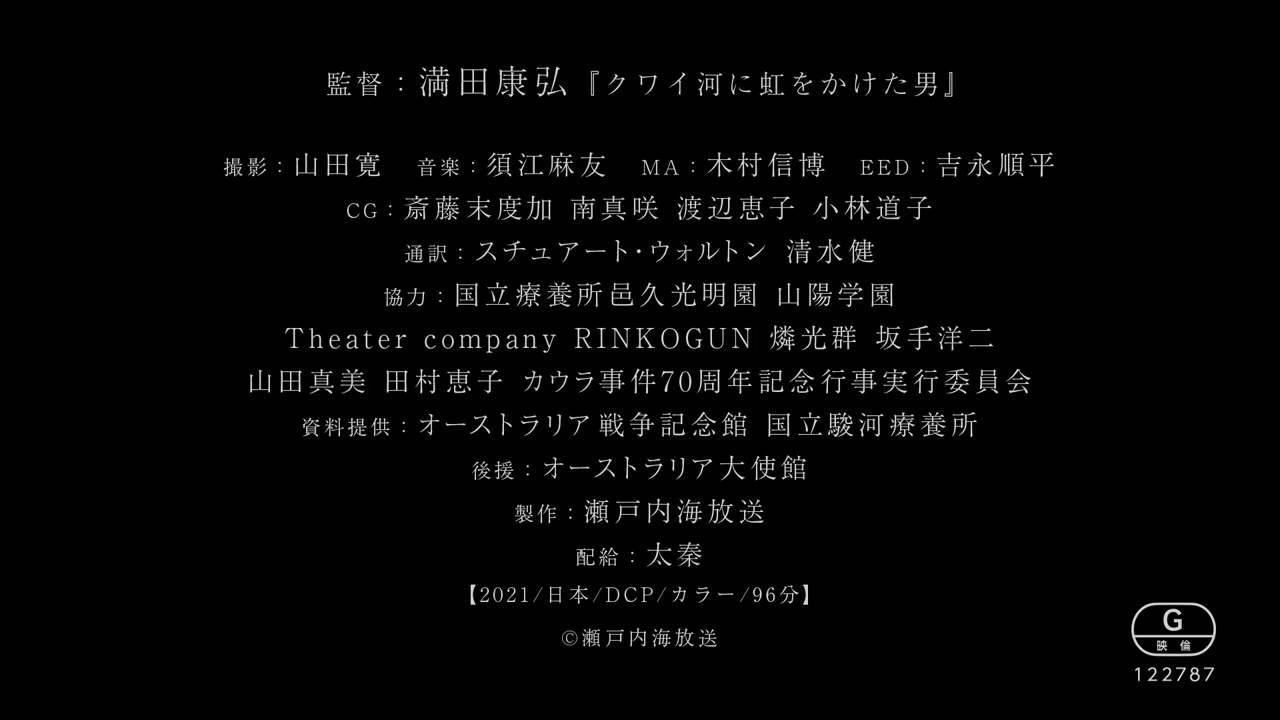 監督：満田康弘『クワイ河に虹をかけた男』
撮影：山田寛　音楽：須江麻友　MA：木村信博　EED：吉永順平
CG：斎藤末度加 南真咲 渡辺恵子 小林道子
通訳：スチュアート・ウォルトン 清水健
協力：国立療養所邑久光明園 山陽学園
Theater company RINKOGUN 燐光群 坂手洋二
山田真美 田村恵子 カウラ事件70周年記念行事実行委員会
資料提供：オーストラリア戦争記念館 国立駿河療養所
後援：オーストラリア大使館
製作：瀬戸内海放送
配給：太秦
【2021/日本/DCP/カラー/96分】
©瀬戸内海放送
G
映倫
122787